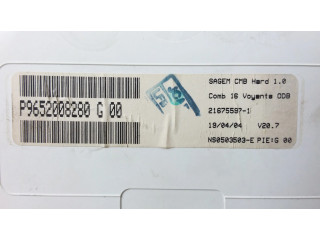 P9652008280 G 00
SAGEM CMB Hard 1.0
Comb 16 Voyants ODB
21675597-1
19/04/04 V20.7
NS0503503-E PIE:G 00